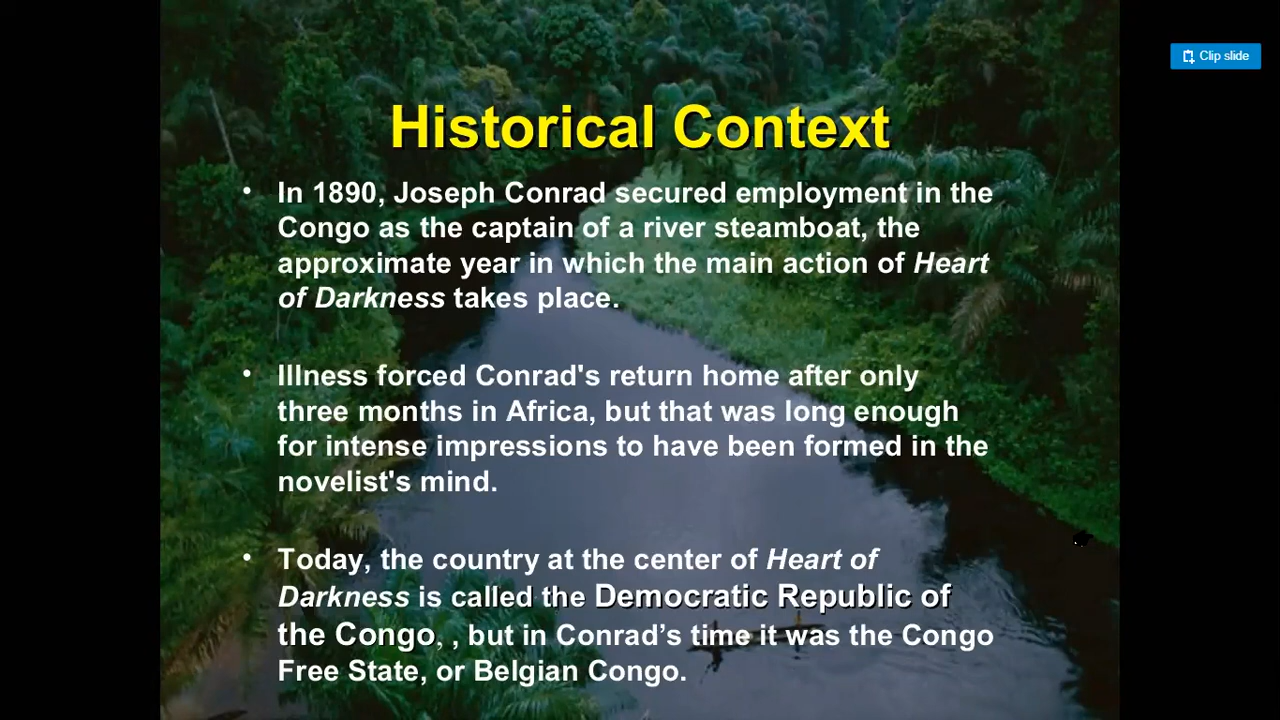 Clip slide
Historical Context
• In 1890, Joseph Conrad secured employment in the
Congo as the captain of a river steamboat, the
approximate year in which the main action of Heart
of Darkness takes place.
• Illness forced Conrad's return home after only
three months in Africa, but that was long enough
for intense impressions to have been formed in the
novelist's mind.
• Today, the country at the center of Heart of
Darkness is called the Democratic Republic of
the Congo, , but in Conrad’s time it was the Congo
Free State, or Belgian Congo.